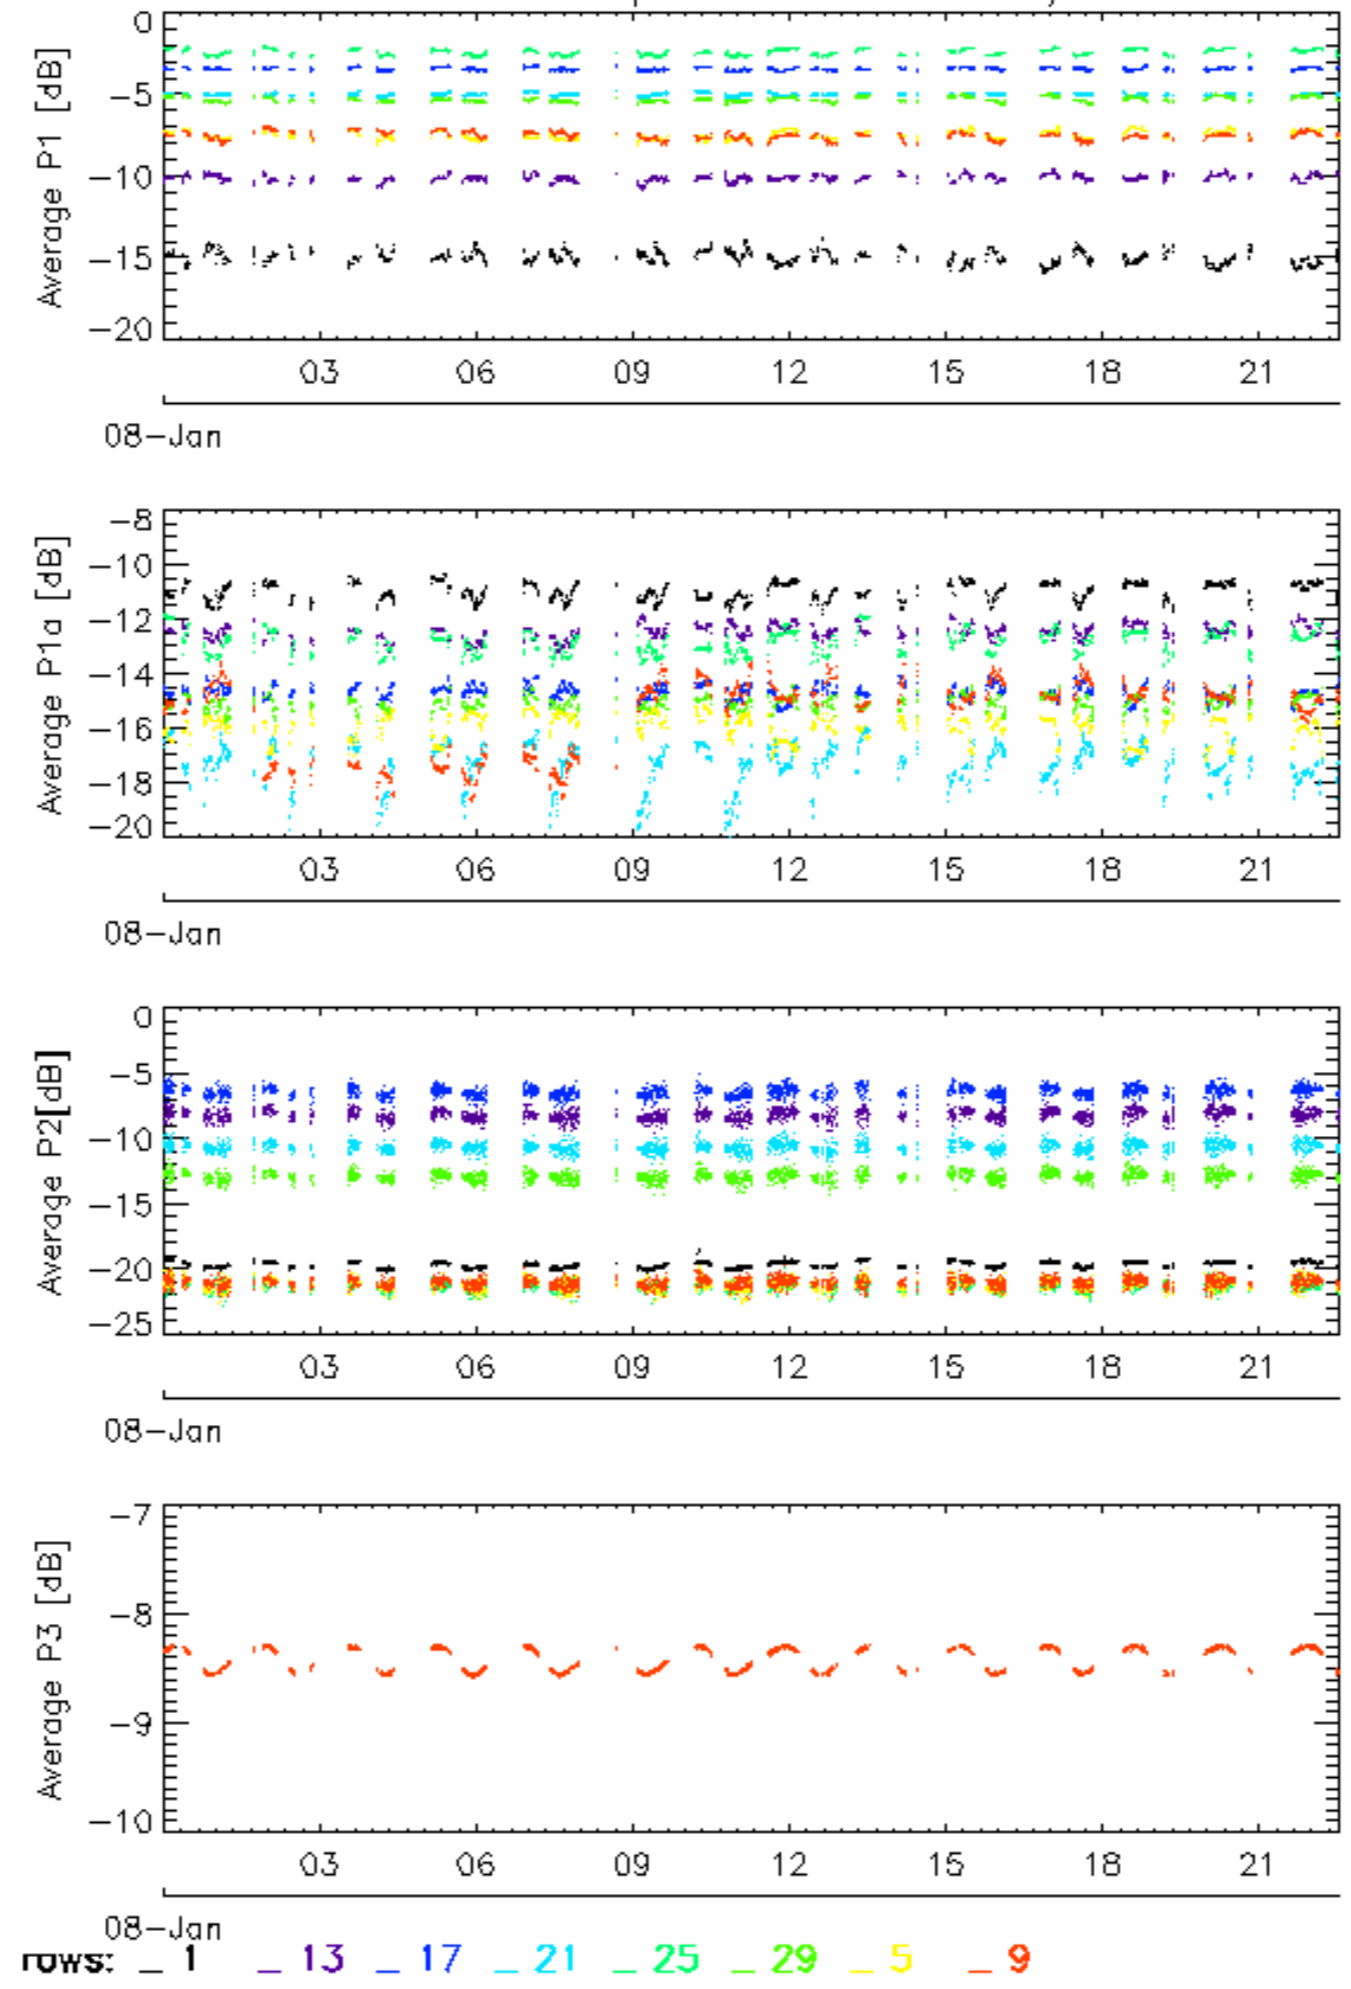 0
−5
−10
−15
−20
Average P1 [dB]
03 06 09 12 15 18 21
08−Jan
−8
−10
−12
−14
−16
−18
−20
Average P1a [dB]
03 06 09 12 15 18 21
08−Jan
0
−5
−10
−15
−20
−25
Average P2[dB]
03 06 09 12 15 18 21
08−Jan
−7
−8
−9
−10
Average P3 [dB]
03 06 09 12 15 18 21
08−Jan
rows: _ 1 _ 13 _ 17 _ 21 _ 25 _ 29 _ 5 _ 9